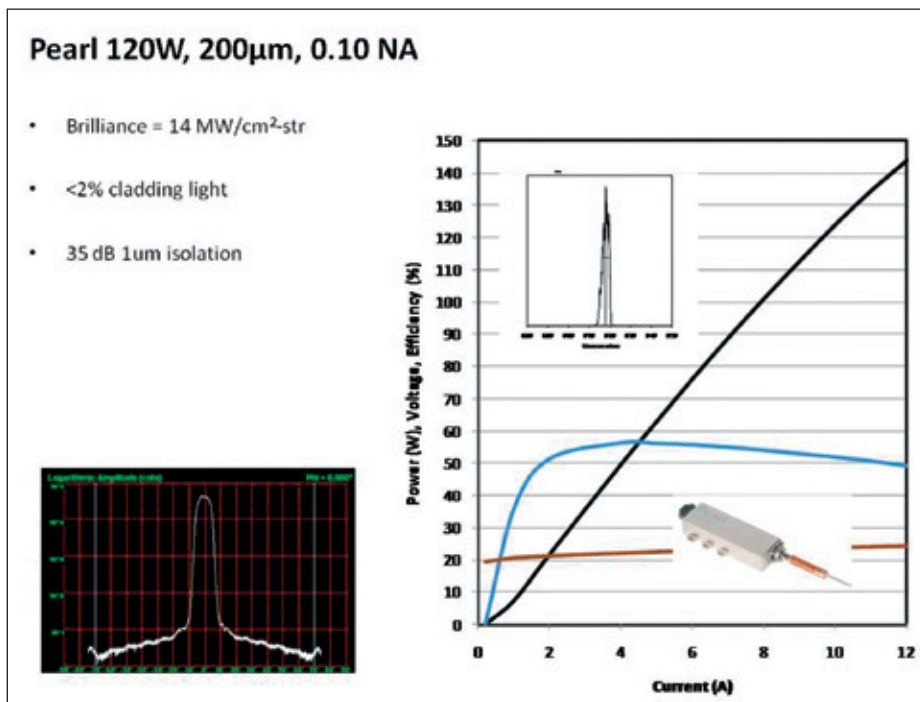 Pearl 120W, 200µm, 0.10 NA
• Brilliance = 14 MW/cm²-str
• <2% cladding light
• 35 dB 1um isolation
Power (W), Voltage, Efficiency (%)
150
140
130
120
110
100
90
80
70
60
50
40
30
20
10
0
0 2 4 6 8 10 12
Current (A)
Logarithmic Amplitude